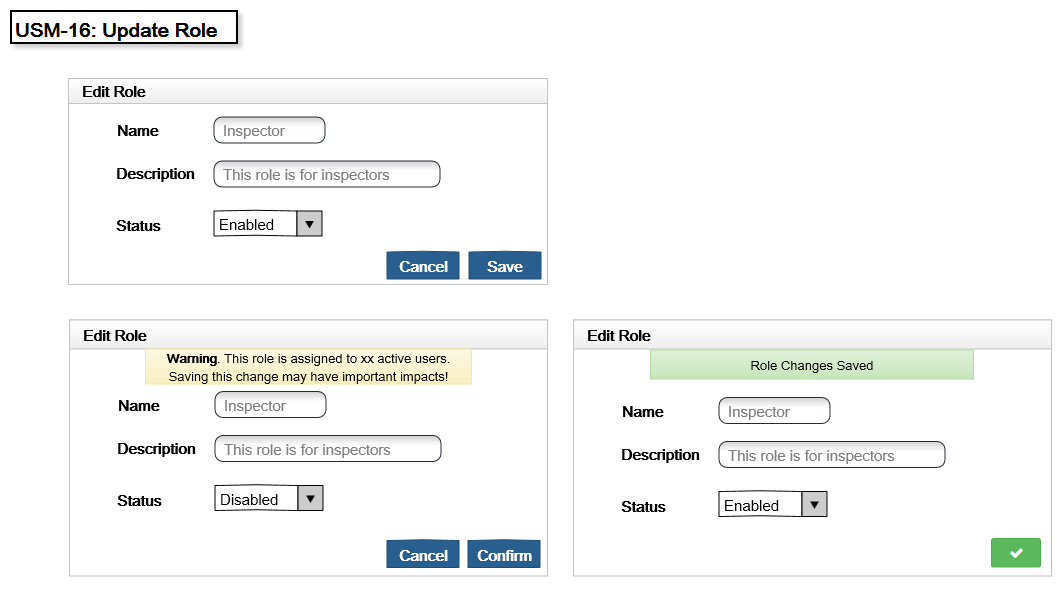 USM-16: Update Role
Edit Role
Name
Inspector
Description
This role is for inspectors
Status
Enabled
Cancel
Save
Edit Role
Warning. This role is assigned to xx active users.
Saving this change may have important impacts!
Name
Inspector
Description
This role is for inspectors
Status
Disabled
Cancel
Confirm
Edit Role
Role Changes Saved
Name
Inspector
Description
This role is for inspectors
Status
Enabled